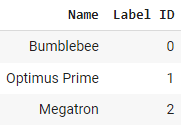 Name Label ID
Bumblebee 0
Optimus Prime 1
Megatron 2